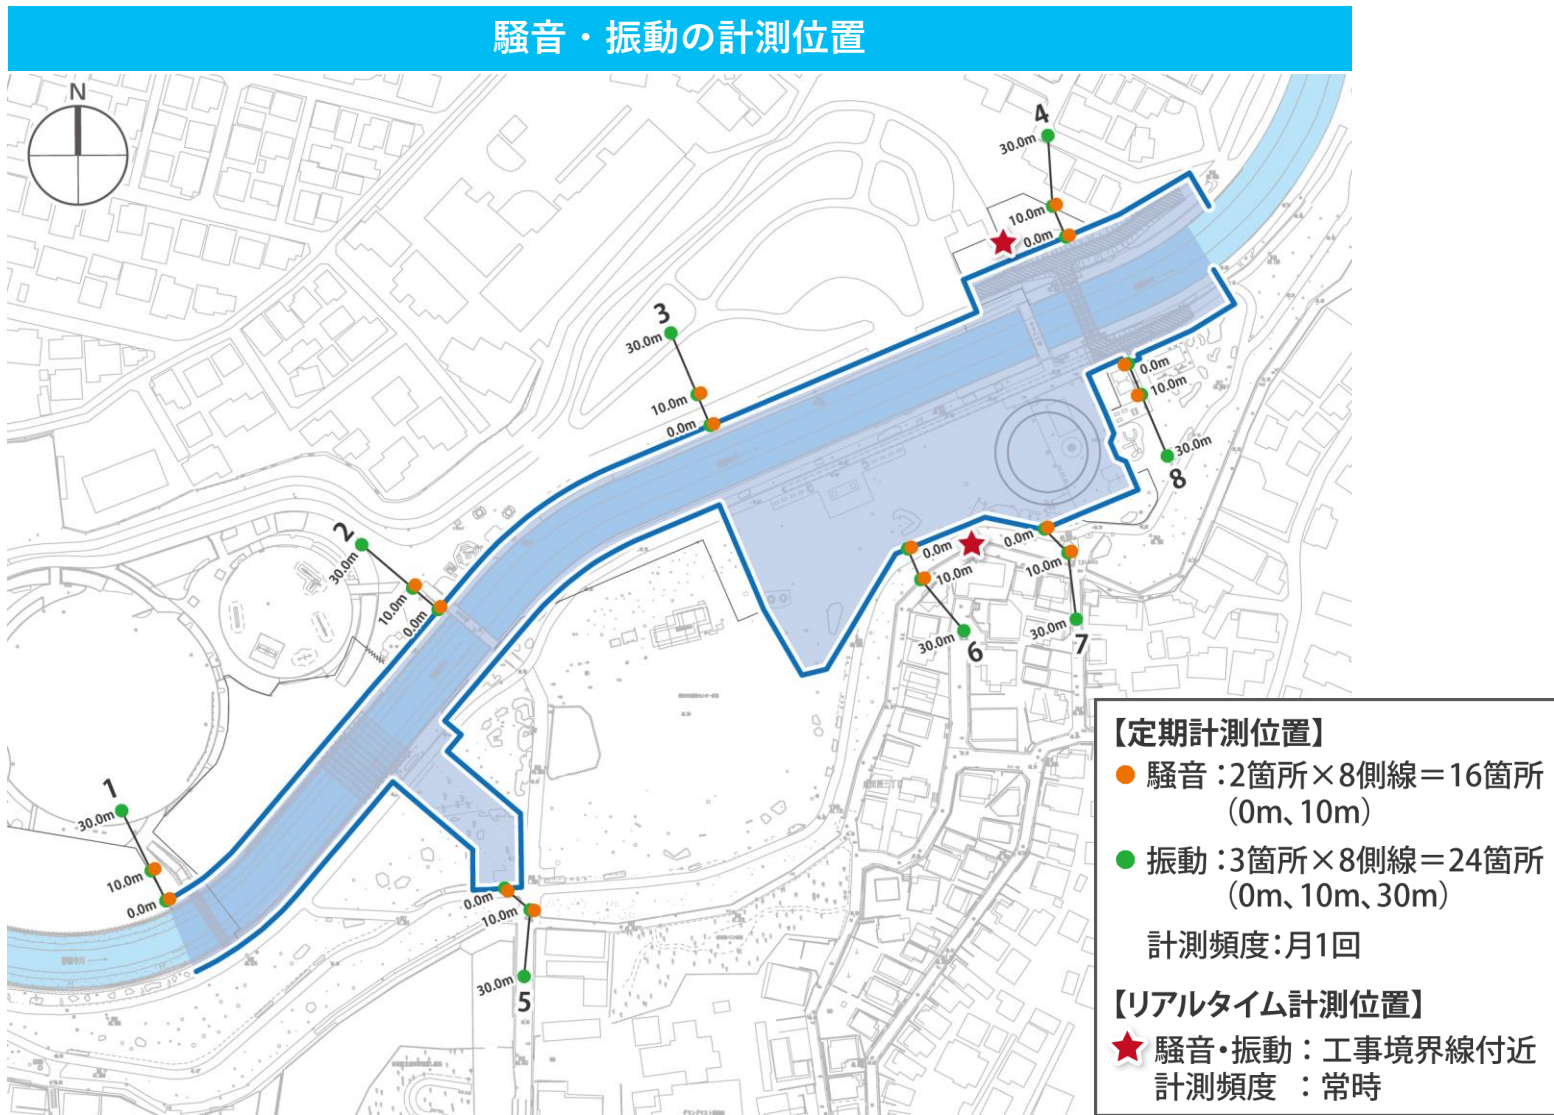 騒音・振動の計測位置
N
4
30.0m
10.0m
0.0m
3
30.0m
10.0m
0.0m
0.0m
10.0m
30.0m
8
2
30.0m
10.0m
0.0m
0.0m
10.0m
30.0m
6
0.0m
10.0m
30.0m
7
1
30.0m
10.0m
0.0m
0.0m
10.0m
30.0m
5
【定期計測位置】
騒音：2箇所×8側線＝16箇所
（0m、10m）
振動：3箇所×8側線＝24箇所
（0m、10m、30m）
計測頻度：月1回
【リアルタイム計測位置】
騒音・振動：工事境界線付近
計測頻度 ：常時